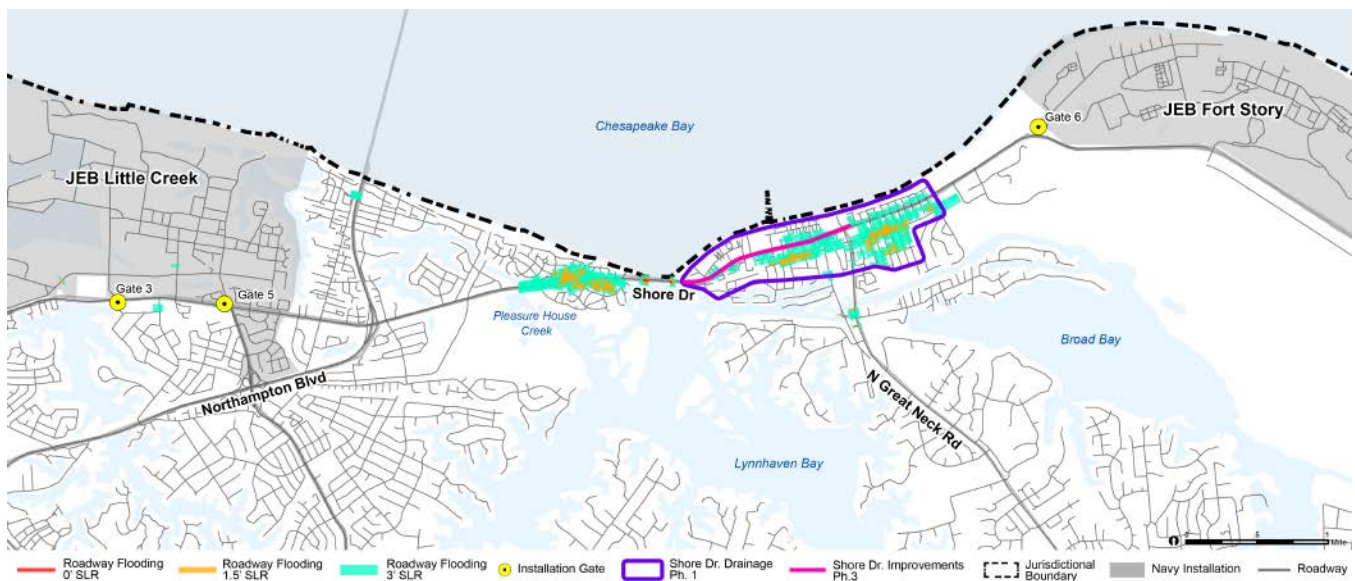 Gate 6
JEB Fort Story
Chesapeake Bay
JEB Little Creek
Gate 3
Gate 5
Shore Dr
Pleasure House
Creek
Broad Bay
Northampton Blvd
N Great Neck Rd
Lynnhaven Bay
0 .5 1
Mile
Roadway Flooding
0' SLR
Roadway Flooding
1.5' SLR
Roadway Flooding
3' SLR
Installation Gate
Shore Dr. Drainage
Ph. 1
Shore Dr. Improvements
Ph.3
Jurisdictional
Boundary
Navy Installation
Roadway